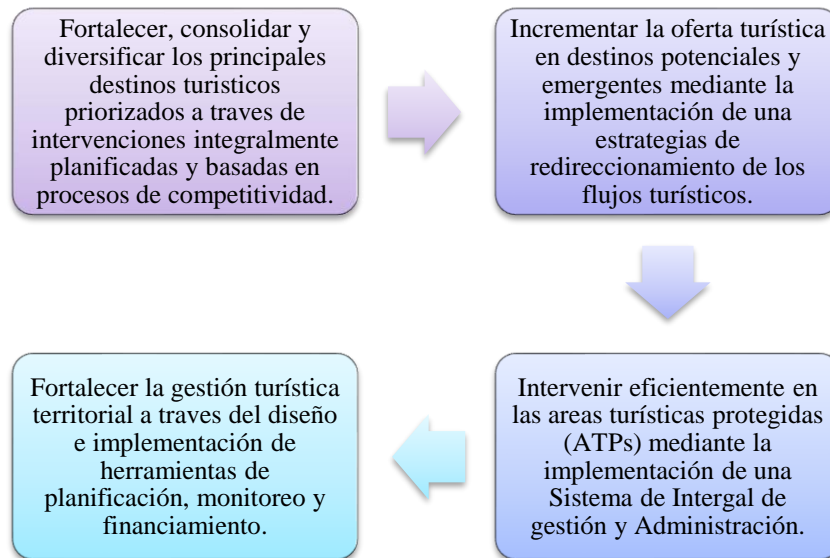 Fortalecer, consolidar y
diversificar los principales
destinos turisticos
priorizados a traves de
intervenciones integralmente
planificadas y basadas en
procesos de competitividad.
Incrementar la oferta turística
en destinos potenciales y
emergentes mediante la
implementación de una
estrategias de
redireccionamiento de los
flujos turísticos.
Intervenir eficientemente en
las areas turísticas protegidas
(ATPs) mediante la
implementación de una
Sistema de Intergal de
gestión y Administración.
Fortalecer la gestión turística
territorial a traves del diseño
e implementación de
herramientas de
planificación, monitoreo y
financiamiento.